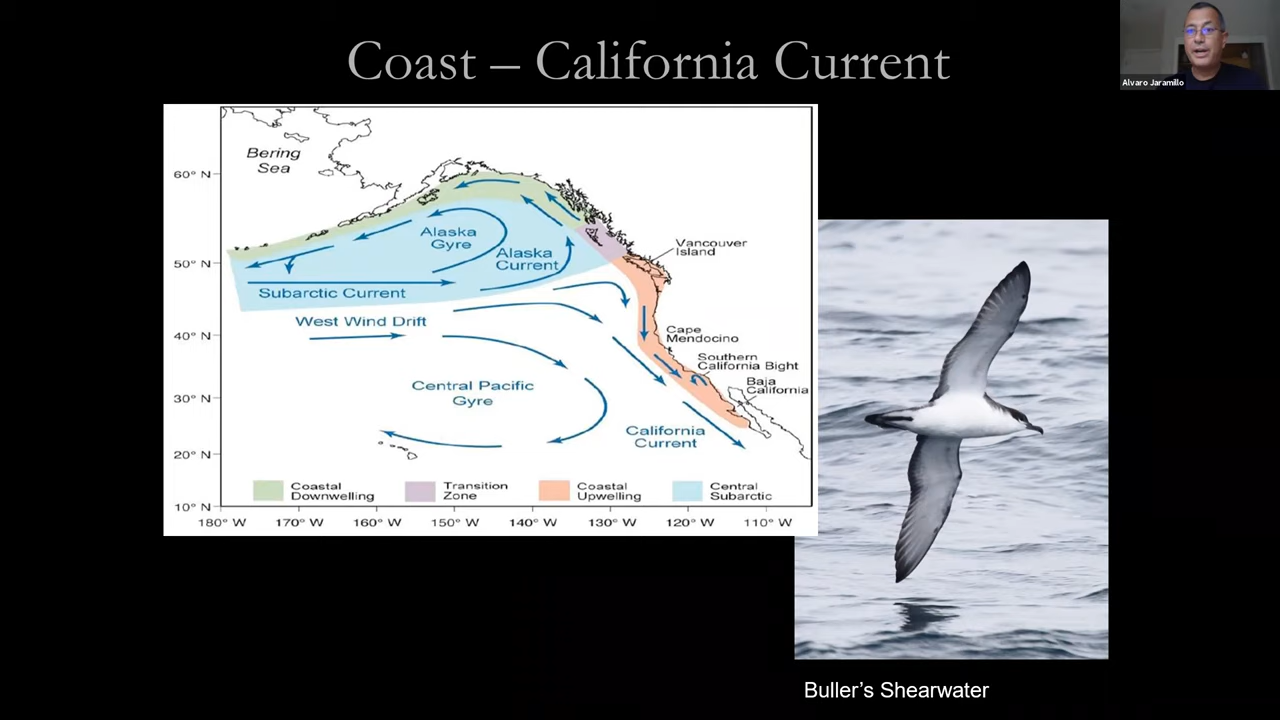 Coast – California Current
Alvaro Jaramillo
Bering
Sea
60° N
50° N
40° N
30° N
20° N
10° N
Alaska
Gyre
Alaska
Current
Subarctic Current
West Wind Drift
Central Pacific
Gyre
California
Current
Vancouver
Island
Cape
Mendocino
Southern
California Bight
Baja
California
Coastal
Downwelling
Transition
Zone
Coastal
Upwelling
Central
Subarctic
180° W 170° W 160° W 150° W 140° W 130° W 120° W 110° W
Buller’s Shearwater